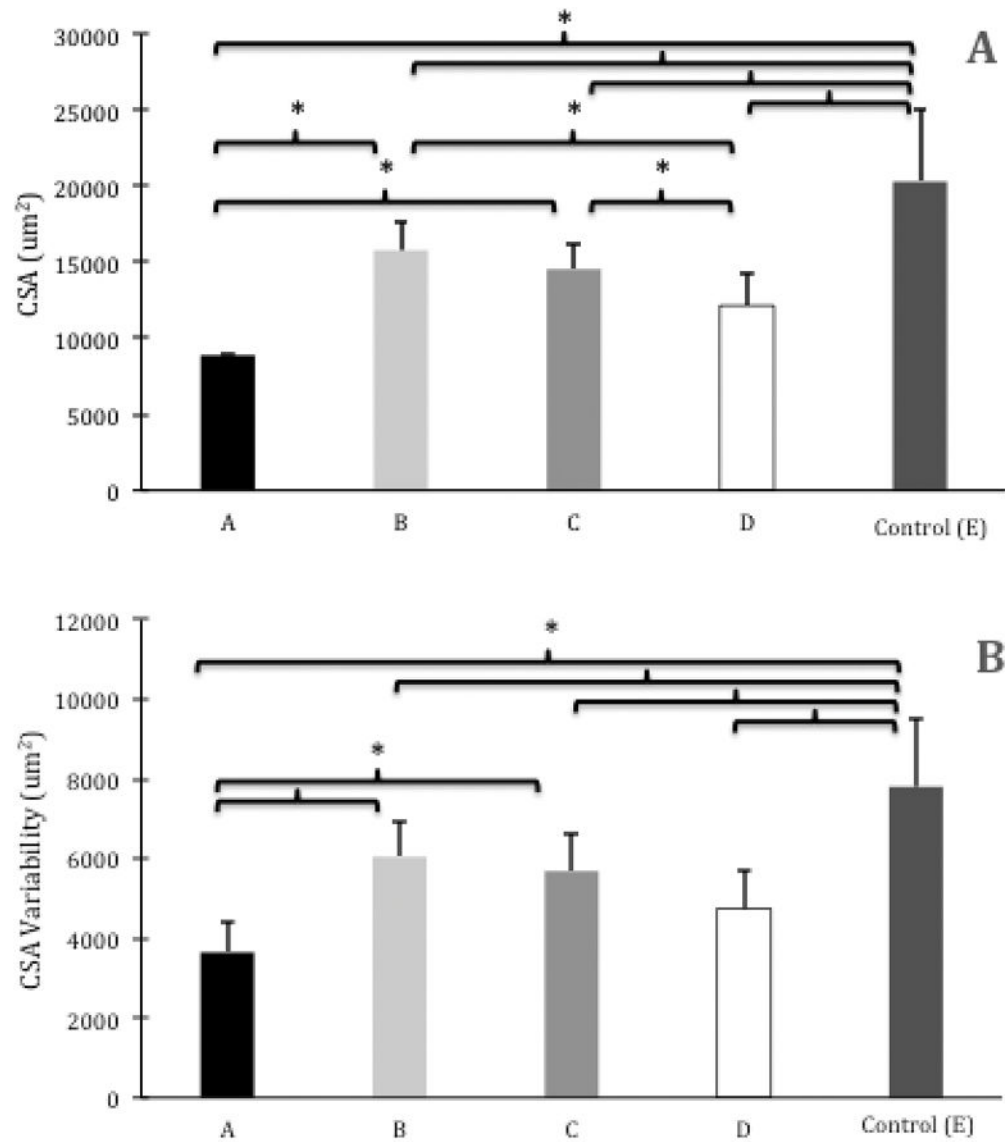 *
30000
A
25000
*
*
*
*
20000
15000
10000
5000
0
CSA (um²)
A
B
C
D
Control (E)
12000
*
B
10000
*
8000
6000
4000
2000
0
CSA Variability (um²)
A
B
C
D
Control (E)